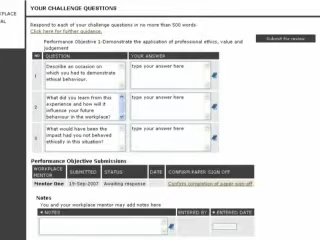 YOUR CHALLENGE QUESTIONS
Respond to each of your challenge questions in no more than 500 words
Click here for further guidance.
Submit for review
Performance Objective 1-Demonstrate the application of professional ethics, value and
judgement
NO QUESTION YOUR ANSWER
1
Describe an occasion on
which you had to demonstrate
ethical behaviour.
type your answer here
2
What did you learn from this
experience and how will it
influence your future
behaviour in the workplace?
type your answer here
3
What would have been the
impact had you not behaved
ethically in this situation?
type your answer here
Performance Objective Submissions
WORKPLACE
MENTOR SUBMITTED STATUS DATE CONFIRM PAPER SIGN OFF
Mentor One 19-Sep-2007 Awaiting response Confirm completion of paper sign-off
Notes
You and your workplace mentor may add notes here
NOTES ENTERED BY ENTERED DATE